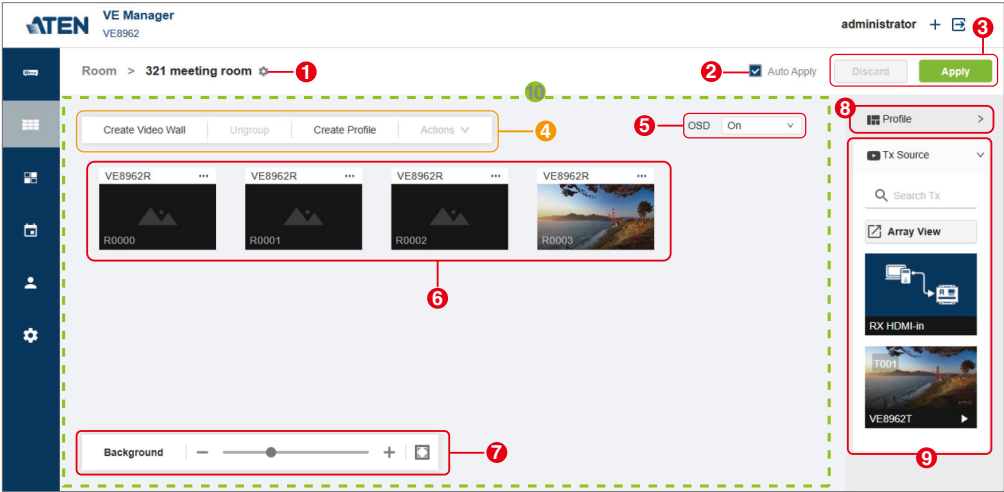 ATEN
VE Manager
VE8962
administrator
3
Room > 321 meeting room
1
2
Auto Apply
Discard
Apply
10
Create Video Wall
Ungroup
Create Profile
Actions
4
5
OSD
On
8
Profile
VE8962R
R0000
VE8962R
R0001
VE8962R
R0002
VE8962R
R0003
6
Tx Source
Search Tx
Array View
RX HDMI-in
T001
VE8962T
9
Background
7